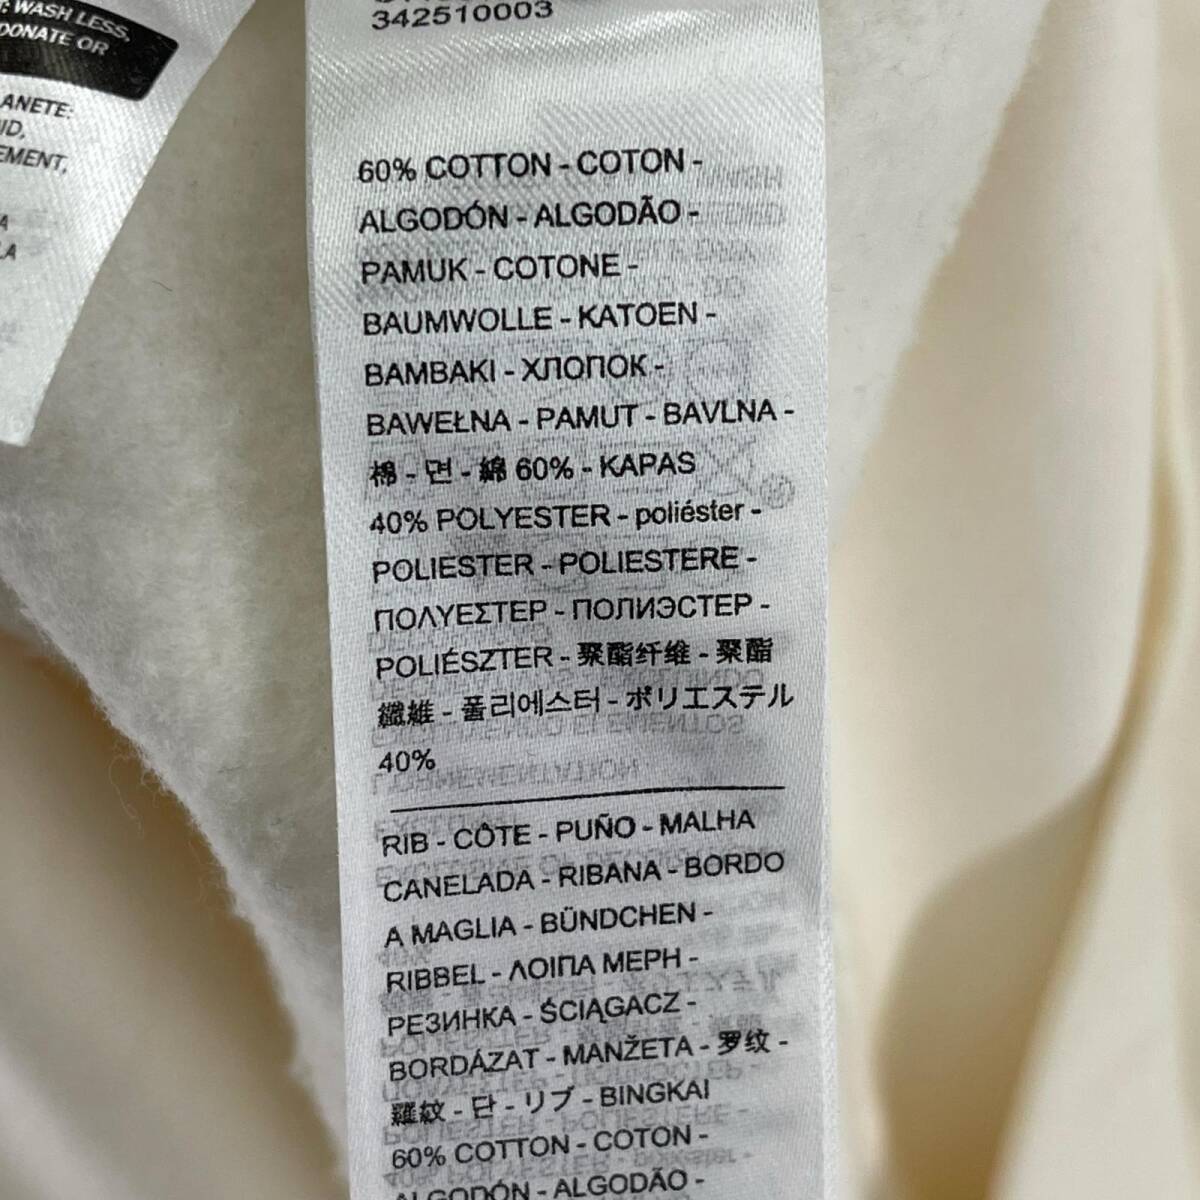 : WASH LESS,
DONATE OR
ANETE:
ID,
EMENT,
A
LA
342510003
60% COTTON - COTON -
ALGODÓN - ALGODÃO -
PAMUK - COTONE -
BAUMWOLLE - KATOEN -
BAMBAKI - ХЛОПОК -
BAWEŁNA - PAMUT - BAVLNA -
棉 - 면 - 綿 60% - KAPAS
40% POLYESTER - poliéster -
POLIESTER - POLIESTERE -
ΠΟΛΥΕΣΤΕΡ - ПОЛИЭСТЕР -
POLIÉSZTER - 聚酯纤维 - 聚酯
纖維 - 폴리에스터 - ポリエステル
40%
RIB - CÔTE - PUÑO - MALHA
CANELADA - RIBANA - BORDO
A MAGLIA - BÜNDCHEN -
RIBBEL - ΛΟΙΠΑ ΜΕΡΗ -
РЕЗИНКА - ŚCIĄGACZ -
BORDÁZAT - MANŽETA - 罗纹 -
羅紋 - 단 - リブ - BINGKAI
60% COTTON - COTON -
ALGODÓN - ALGODÃO -